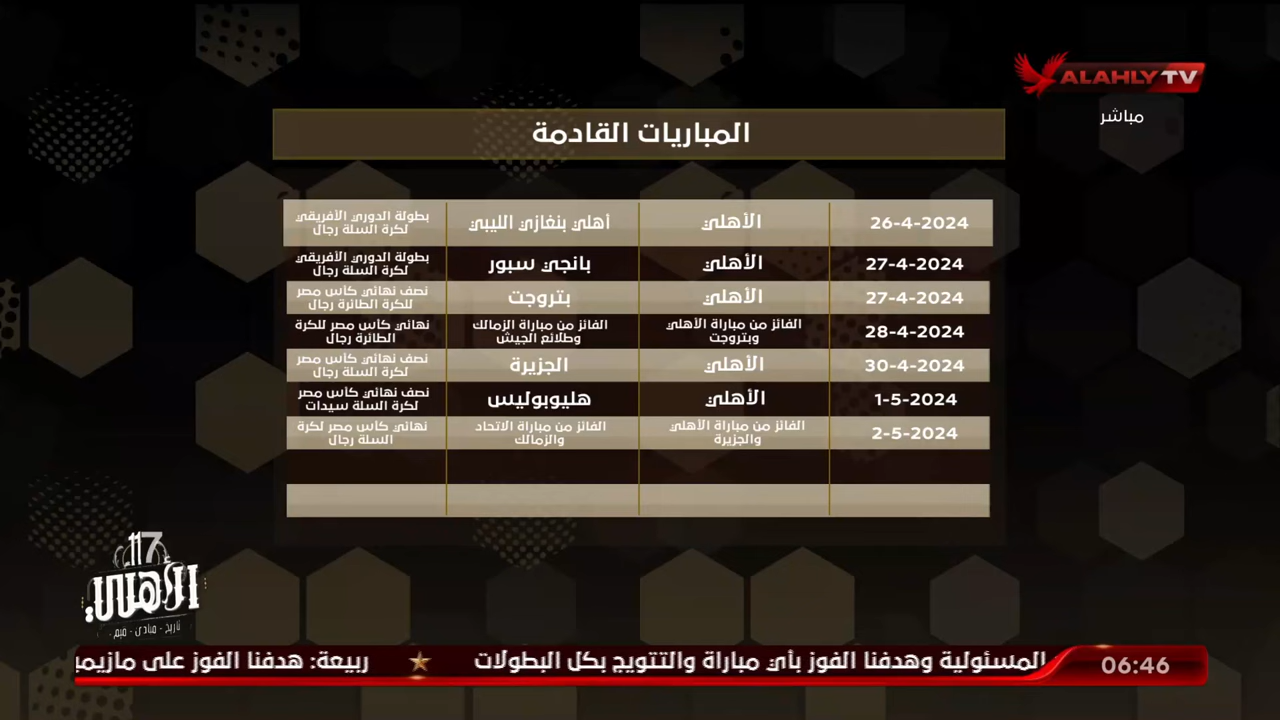 ALAHLY TV
مباشر
المباريات القادمة
26-4-2024 الأهلي أهلي بنغازي الليبي بطولة الدوري الأفريقي
لكرة السلة رجال
27-4-2024 الأهلي بانجي سبور بطولة الدوري الأفريقي
لكرة السلة رجال
27-4-2024 الأهلي بتروجت نصف نهائي كأس مصر
للكرة الطائرة رجال
28-4-2024 الفائز من مباراة الأهلي الفائز من مباراة الزمالك نهائي كأس مصر للكرة
وبتروجت وطلائع الجيش الطائرة رجال
30-4-2024 الأهلي الجزيرة نصف نهائي كأس مصر
لكرة السلة رجال
1-5-2024 الأهلي هليوبوليس نصف نهائي كأس مصر
لكرة السلة سيدات
2-5-2024 الفائز من مباراة الأهلي الفائز من مباراة الاتحاد نهائي كأس مصر لكرة
والجزيرة والزمالك السلة رجال
117
الأهلي
تاريخ - مبادئ - قيم
06:46 المسئولية وهدفنا الفوز بأي مباراة والتتويج بكل البطولات ربيعة: هدفنا الفوز على مازيمب